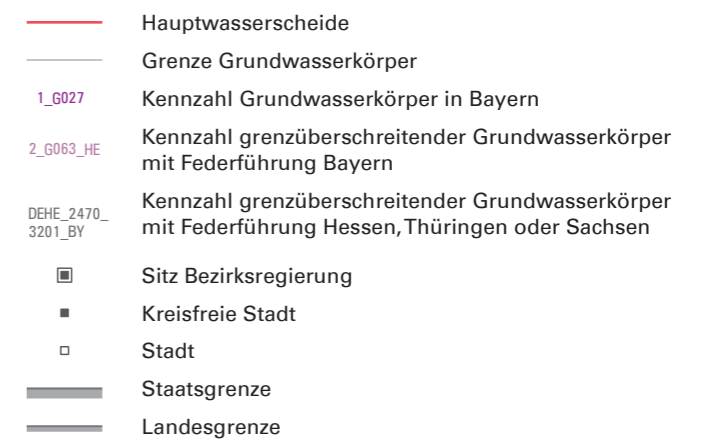 Hauptwasserscheide
Grenze Grundwasserkörper
1_G027 Kennzahl Grundwasserkörper in Bayern
2_G063_HE Kennzahl grenzüberschreitender Grundwasserkörper
mit Federführung Bayern
DEHE_2470_
3201_BY
Kennzahl grenzüberschreitender Grundwasserkörper
mit Federführung Hessen, Thüringen oder Sachsen
Sitz Bezirksregierung
Kreisfreie Stadt
Stadt
Staatsgrenze
Landesgrenze